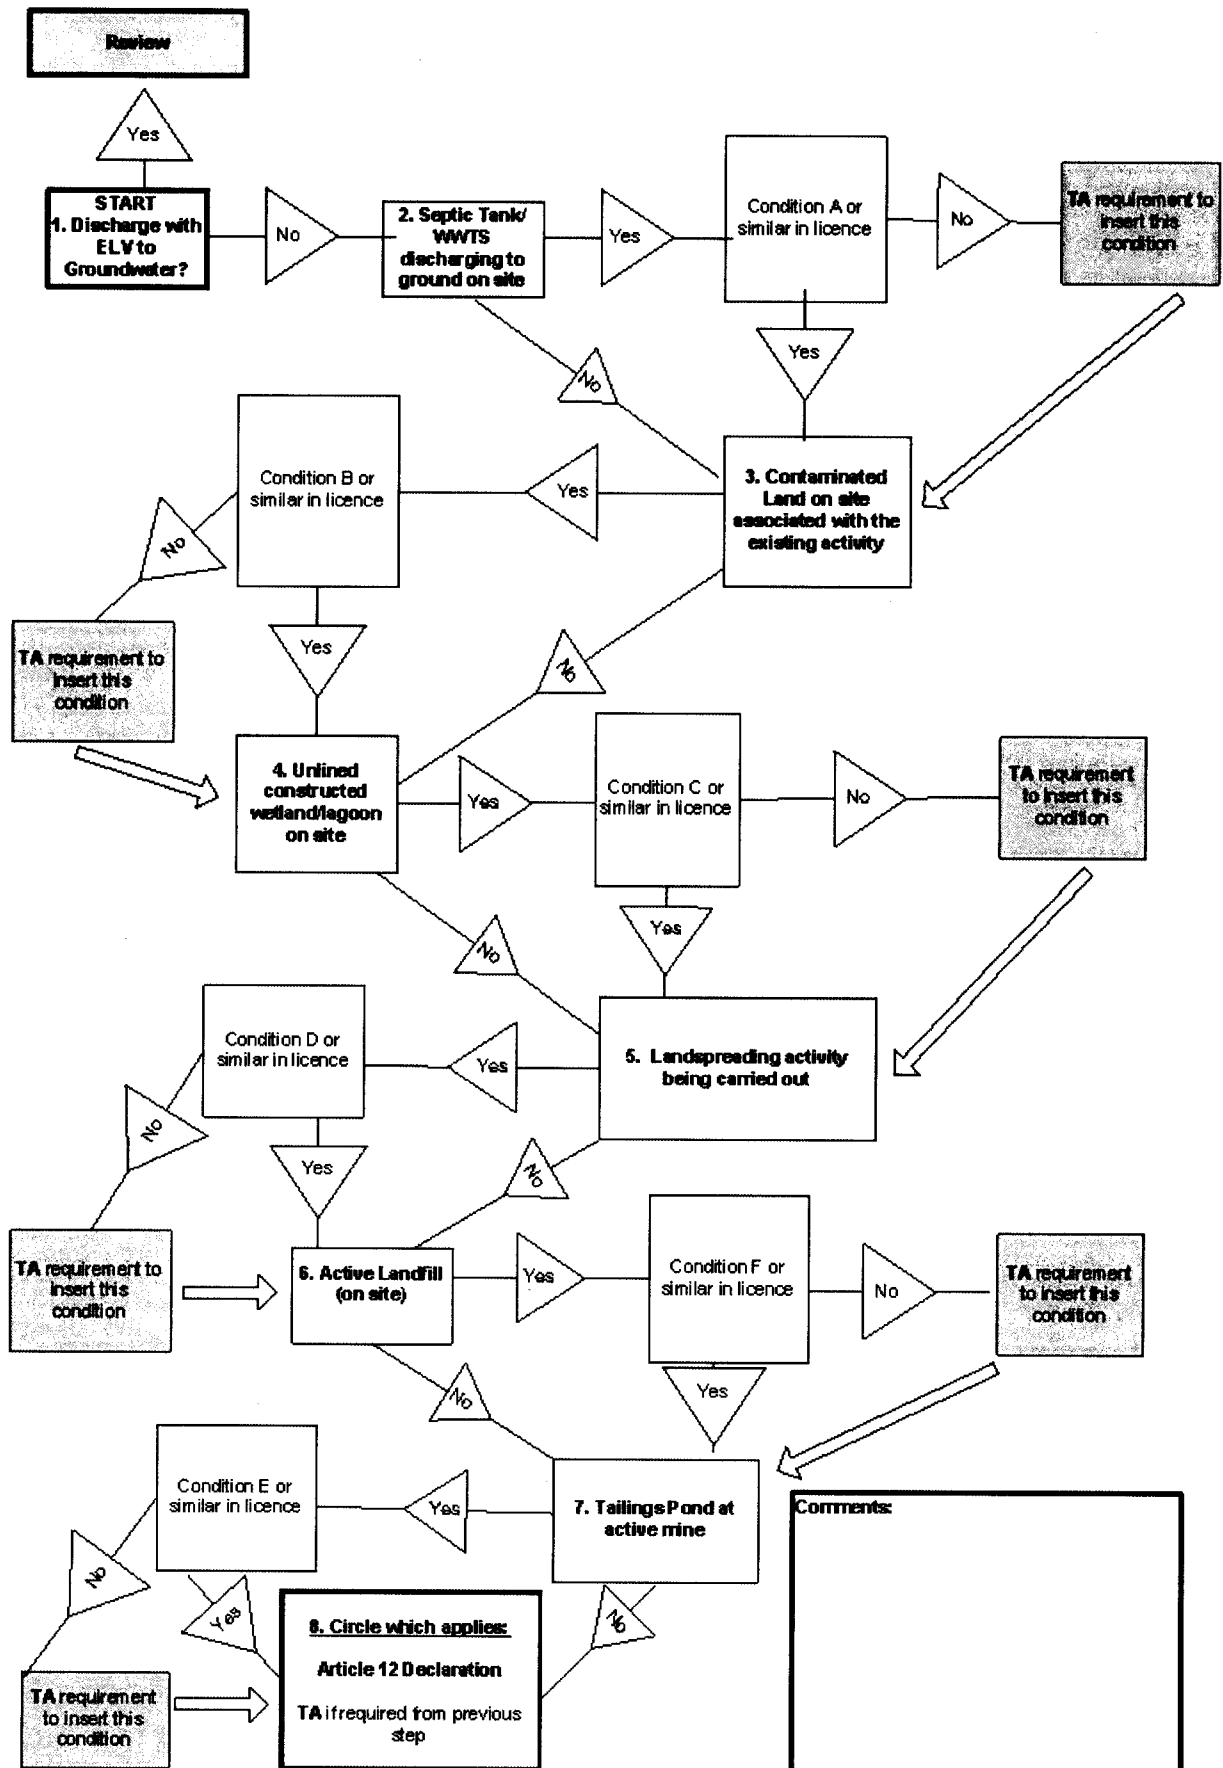 Review
Yes
START
1. Discharge with
ELV to
Groundwater?
No
2. Septic Tank/
WWTS
discharging to
ground on site
Yes
Condition A or
similar in licence
No
TA requirement to
insert this
condition
Yes
No
3. Contaminated
Land on site
associated with the
existing activity
Yes
Condition B or
similar in licence
No
TA requirement to
insert this
condition
Yes
No
4. Unlined
constructed
wetland/lagoon
on site
Yes
Condition C or
similar in licence
No
TA requirement
to insert this
condition
Yes
No
5. Landspreading activity
being carried out
Yes
Condition D or
similar in licence
No
TA requirement to
insert this
condition
Yes
No
6. Active Landfill
(on site)
Yes
Condition F or
similar in licence
No
TA requirement
to insert this
condition
Yes
No
7. Tailings Pond at
active mine
Yes
Condition E or
similar in licence
No
TA requirement
to insert this
condition
Yes
No
8. Circle which applies:
Article 12 Declaration
TA if required from previous
step
Comments: